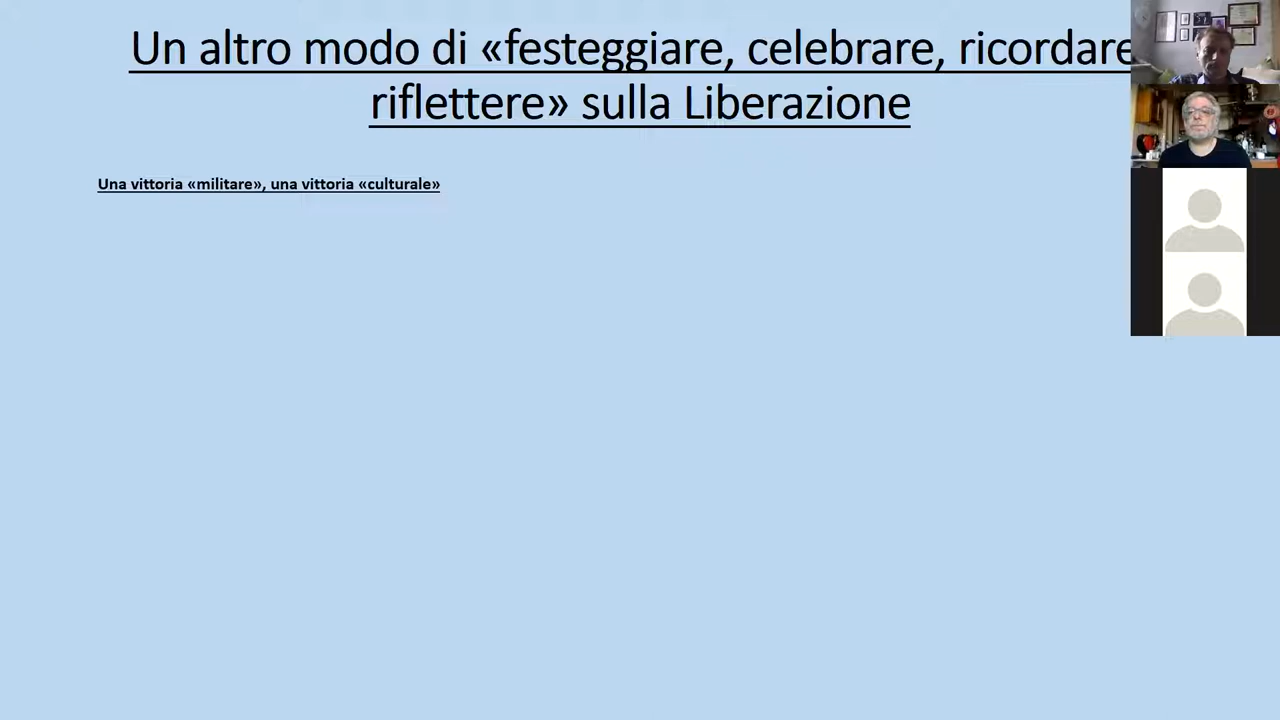 Un altro modo di «festeggiare, celebrare, ricordare
riflettere» sulla Liberazione
Una vittoria «militare», una vittoria «culturale»